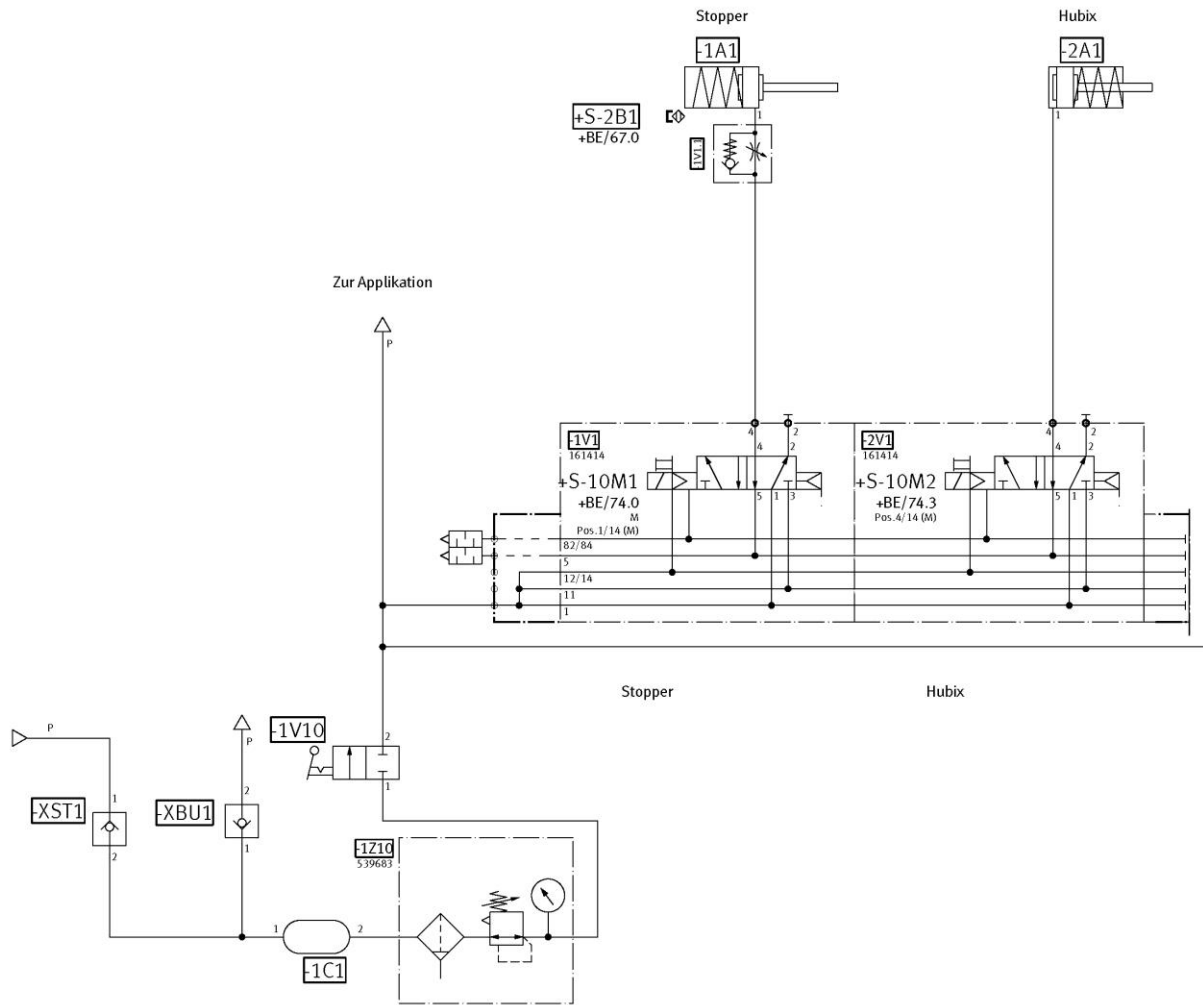 Stopper
Hubix
-1A1
-2A1
+S-2B1
+BE/67.0
1
1
1V1.1
Zur Applikation
P
-1V1
161414
4
2
4
2
+S-10M1
+BE/74.0
M
Pos.1/14 (M)
5
1
3
-2V1
161414
4
2
4
2
+S-10M2
+BE/74.3
Pos.4/14 (M)
5
1
3
82/84
5
12/14
11
1
Stopper
Hubix
P
P
-1V10
2
1
-XST1
1
2
-XBU1
2
1
-1Z10
539683
1
2
-1C1